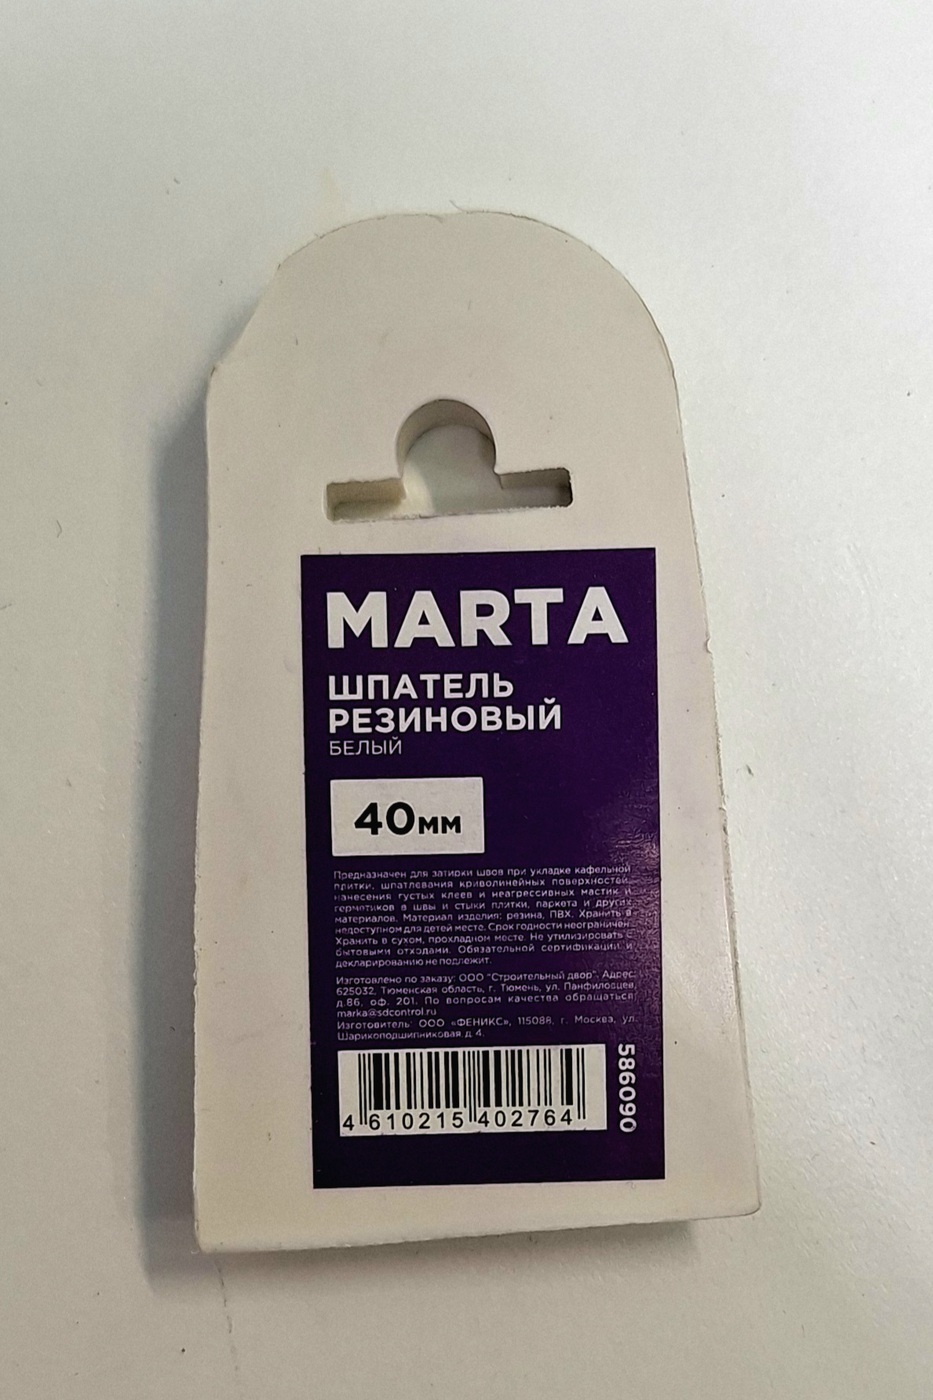 MARTA
ШПАТЕЛЬ
РЕЗИНОВЫЙ
БЕЛЫЙ
40мм
Предназначен для затирки швов при укладке кафельной
плитки, шпатлевания криволинейных поверхностей,
нанесения густых клеев и неагрессивных мастик и
герметиков в швы и стыки плитки, паркета и других
материалов. Материал изделия: резина, ПВХ. Хранить в
недоступном для детей месте. Срок годности неограничен.
Хранить в сухом, прохладном месте. Не утилизировать с
бытовыми отходами. Обязательной сертификации и
декларированию не подлежит.
Изготовлено по заказу: ООО "Строительный двор". Адрес:
625032, Тюменская область, г. Тюмень, ул. Панфиловцев,
д.86, оф. 201. По вопросам качества обращаться:
marka@sdcontrol.ru
Изготовитель: ООО «ФЕНИКС», 115088, г. Москва, ул.
Шарикоподшипниковая д. 4.
4 610215 402764
586090